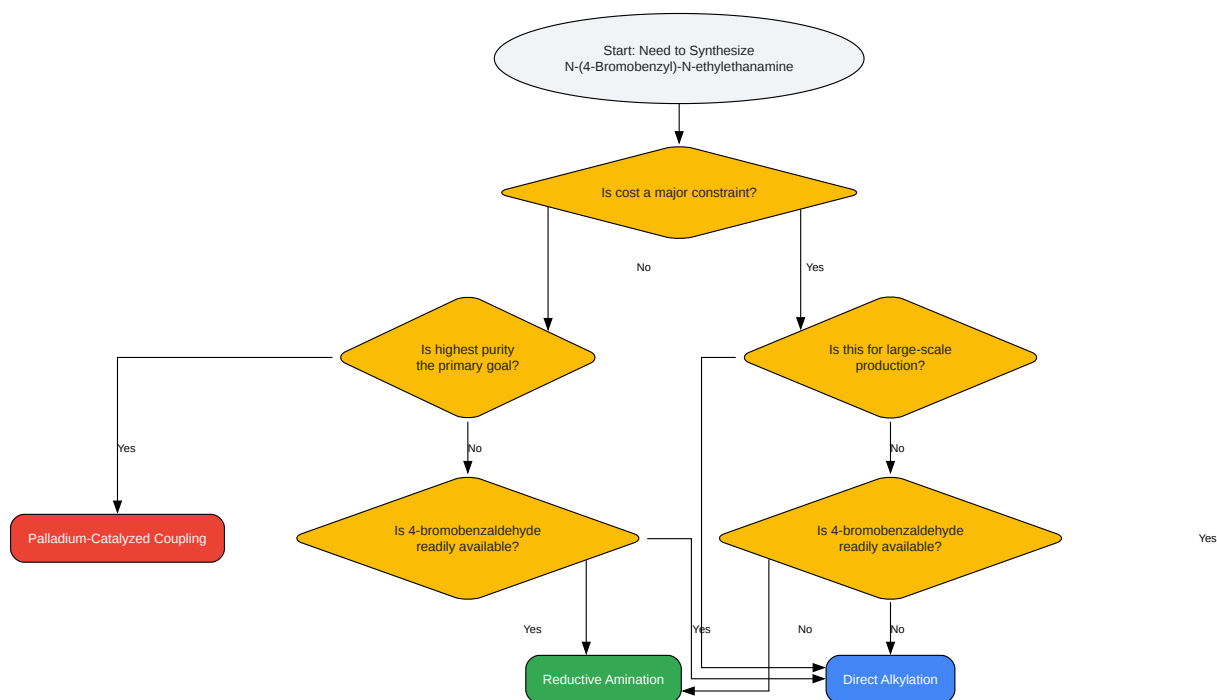 Start: Need to Synthesize
N-(4-Bromobenzyl)-N-ethylethanamine
Is cost a major constraint?
No
Yes
Is highest purity
the primary goal?
Is this for large-scale
production?
Yes
No
No
Palladium-Catalyzed Coupling
Is 4-bromobenzaldehyde
readily available?
Is 4-bromobenzaldehyde
readily available?
Yes
Yes
Yes
No
No
Reductive Amination
Direct Alkylation